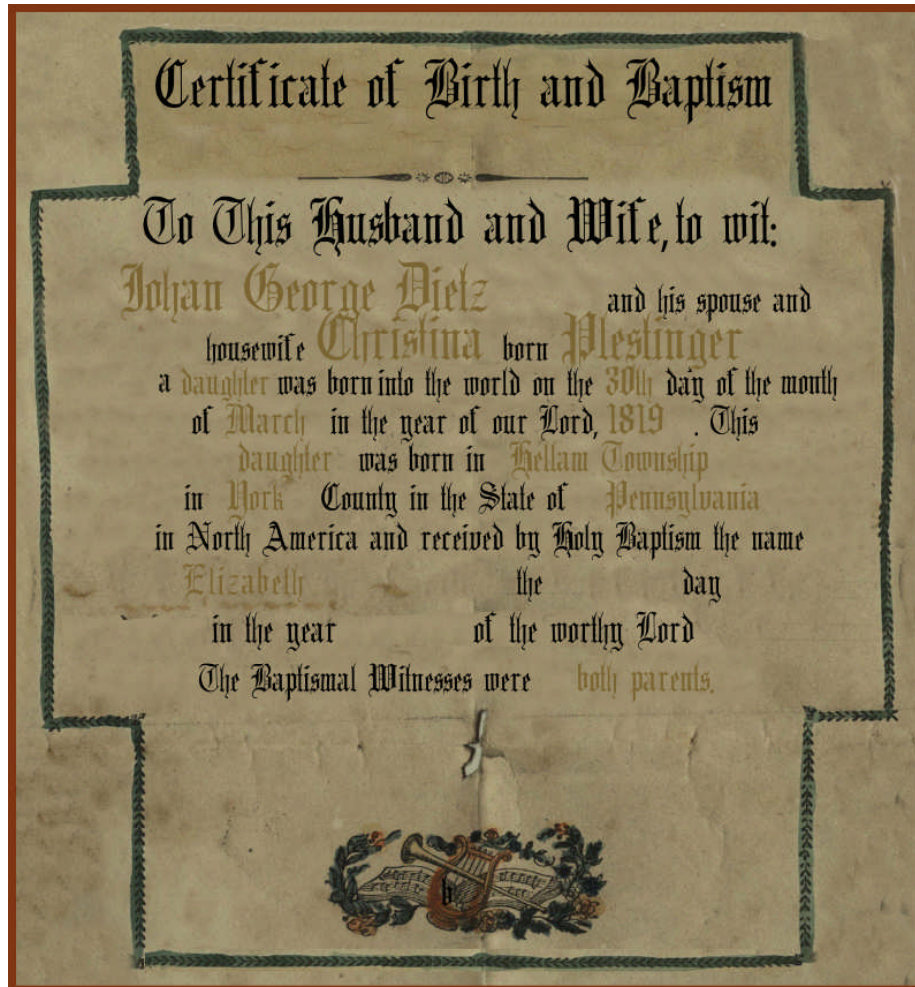 Certificate of Birth and Baptism
To This Husband and Wife, to wit:
Johan George Dietz and his spouse and
housewife Christina born Plestinger
a daughter was born into the world on the 30th day of the month
of March in the year of our Lord, 1819 . This
daughter was born in Hellam Township
in York County in the State of Pennsylvania
in North America and received by Holy Baptism the name
Elizabeth the day
in the year of the worthy Lord
The Baptismal Witnesses were both parents.